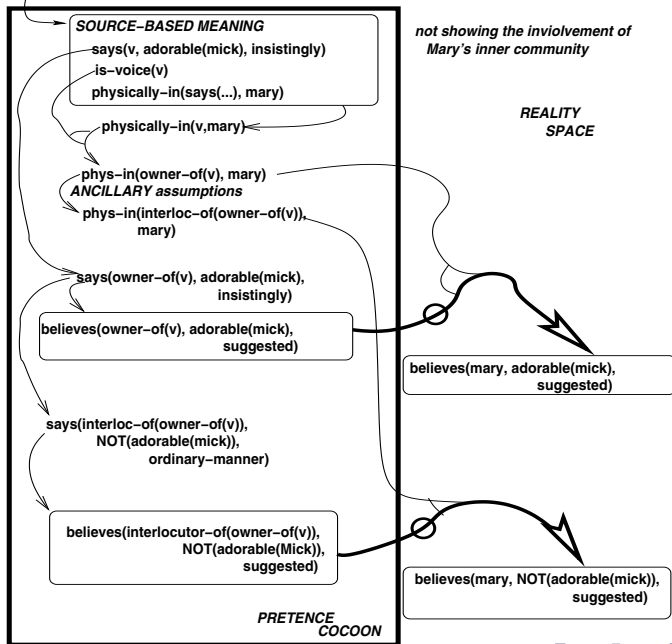 SOURCE−BASED MEANING
says(v, adorable(mick), insistingly)
is−voice(v)
physically−in(says(...), mary)
physically−in(v,mary)
phys−in(owner−of(v), mary)
ANCILLARY assumptions
phys−in(interloc−of(owner−of(v)),
mary)
says(owner−of(v), adorable(mick),
insistingly)
believes(owner−of(v), adorable(mick),
suggested)
says(interloc−of(owner−of(v)),
NOT(adorable(mick)),
ordinary−manner)
believes(interlocutor−of(owner−of(v)),
NOT(adorable(Mick)),
suggested)
PRETENCE
COCOON
not showing the inviolvement of
Mary's inner community
REALITY
SPACE
believes(mary, adorable(mick),
suggested)
believes(mary, NOT(adorable(mick)),
suggested)